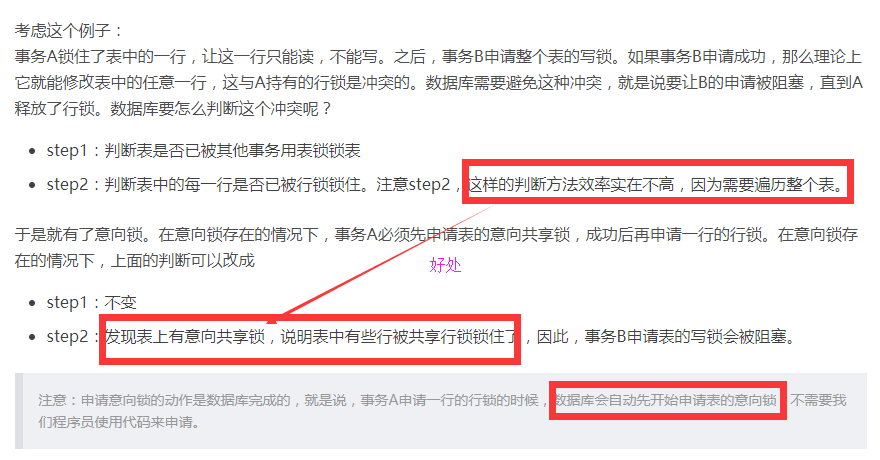 考虑这个例子：
事务A锁住了表中的一行，让这一行只能读，不能写。之后，事务B申请整个表的写锁。如果事务B申请成功，那么理论上
它就能修改表中的任意一行，这与A持有的行锁是冲突的。数据库需要避免这种冲突，就是说要让B的申请被阻塞，直到A
释放了行锁。数据库要怎么判断这个冲突呢？
• step1：判断表是否已被其他事务用表锁锁表
• step2：判断表中的每一行是否已被行锁锁住。注意step2，这样的判断方法效率实在不高，因为需要遍历整个表。
于是就有了意向锁。在意向锁存在的情况下，事务A必须先申请表的意向共享锁，成功后再申请一行的行锁。在意向锁存
在的情况下，上面的判断可以改成
好处
• step1：不变
• step2：发现表上有意向共享锁，说明表中有些行被共享行锁锁住了，因此，事务B申请表的写锁会被阻塞。
注意：申请意向锁的动作是数据库完成的，就是说，事务A申请一行的行锁的时候，数据库会自动先开始申请表的意向锁，不需要我
们程序员使用代码来申请。